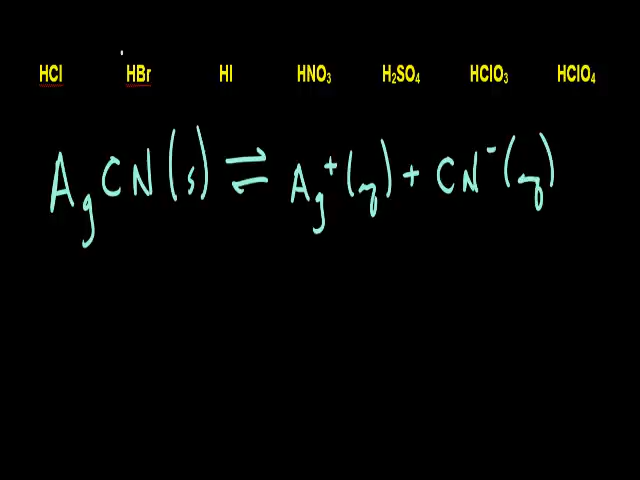 HCl HBr HI HNO₃ H₂SO₄ HClO₃ HClO₄
AgCN(s) ⇌ Ag⁺(aq) + CN⁻(aq)